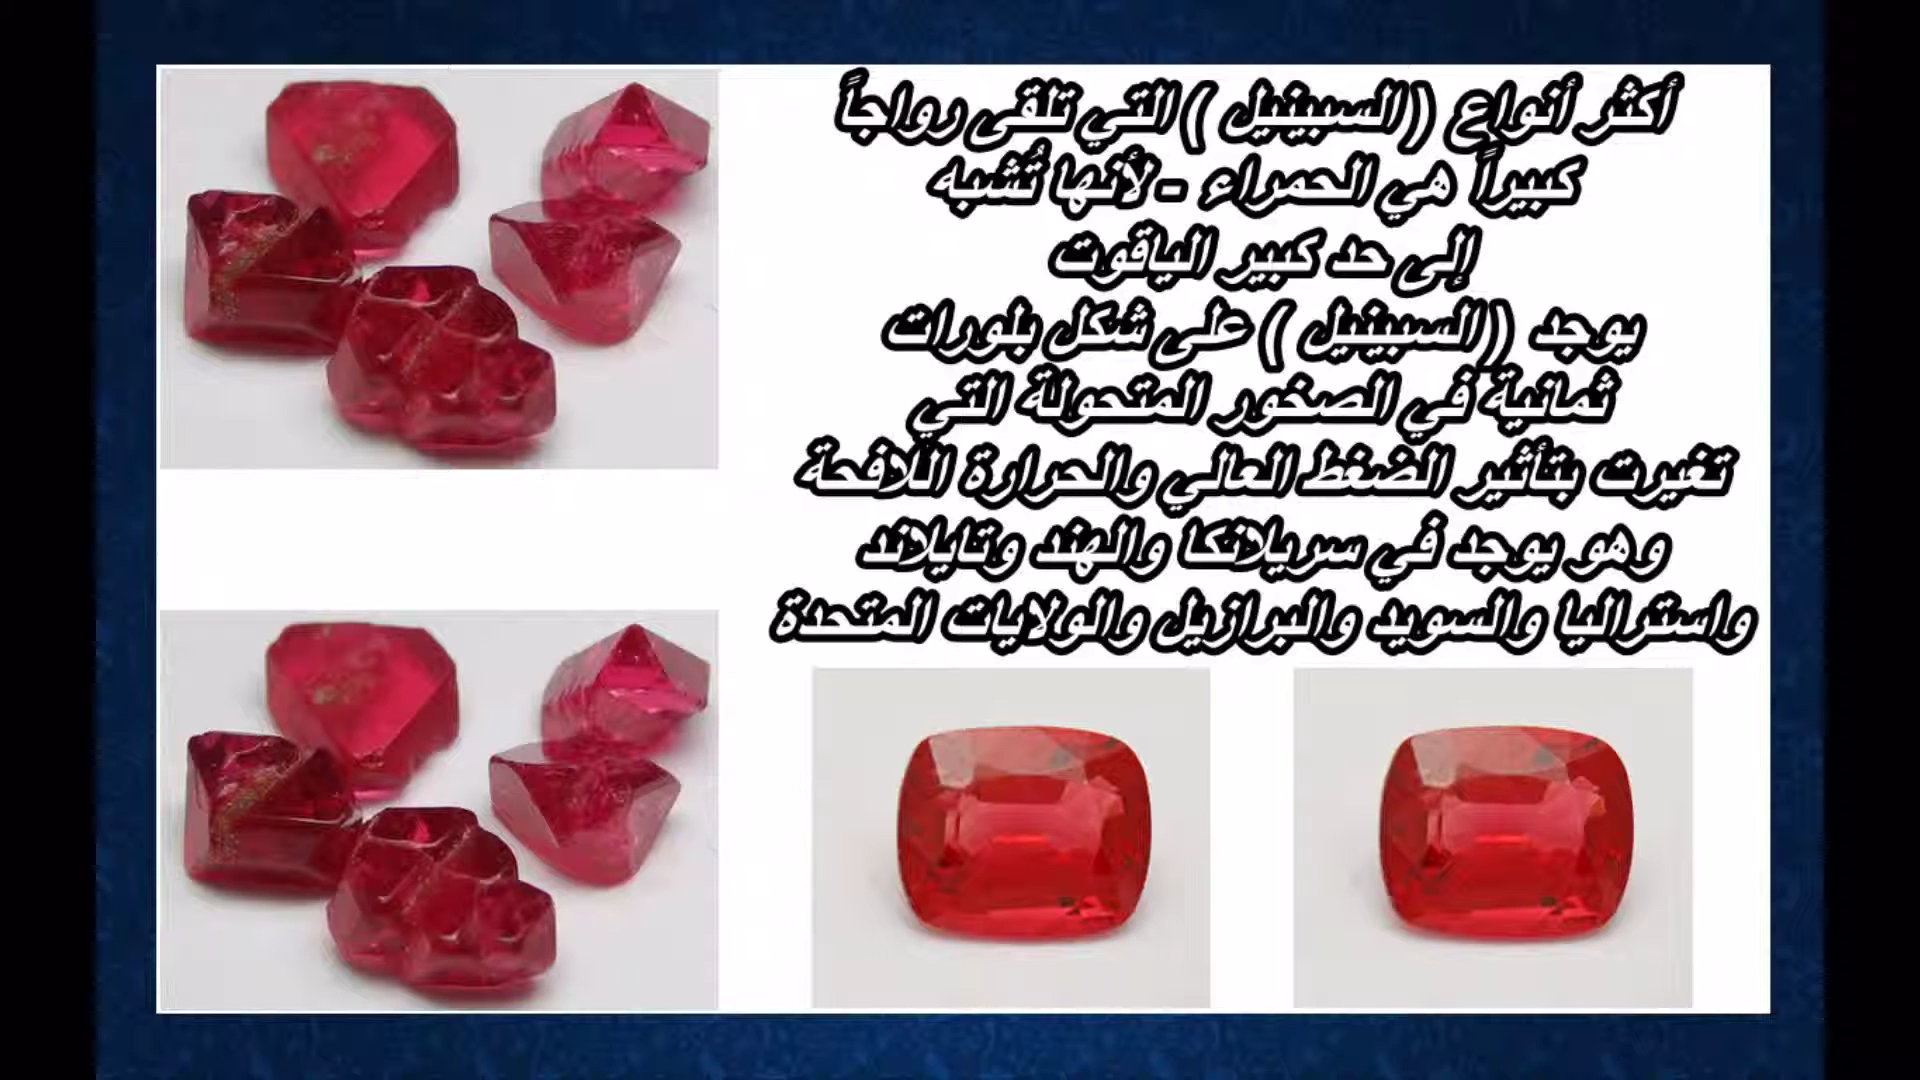 أكثر أنواع (السبينيل ) التي تلقى رواجاً
كبيراً هي الحمراء - لأنها تُشبه
إلى حد كبير الياقوت
يوجد (السبينيل ) على شكل بلورات
ثمانية في الصخور المتحولة التي
تغيرت بتأثير الضغط العالي والحرارة اللافحة
وهو يوجد في سريلانكا والهند وتايلاند
واستراليا والسويد والبرازيل والولايات المتحدة